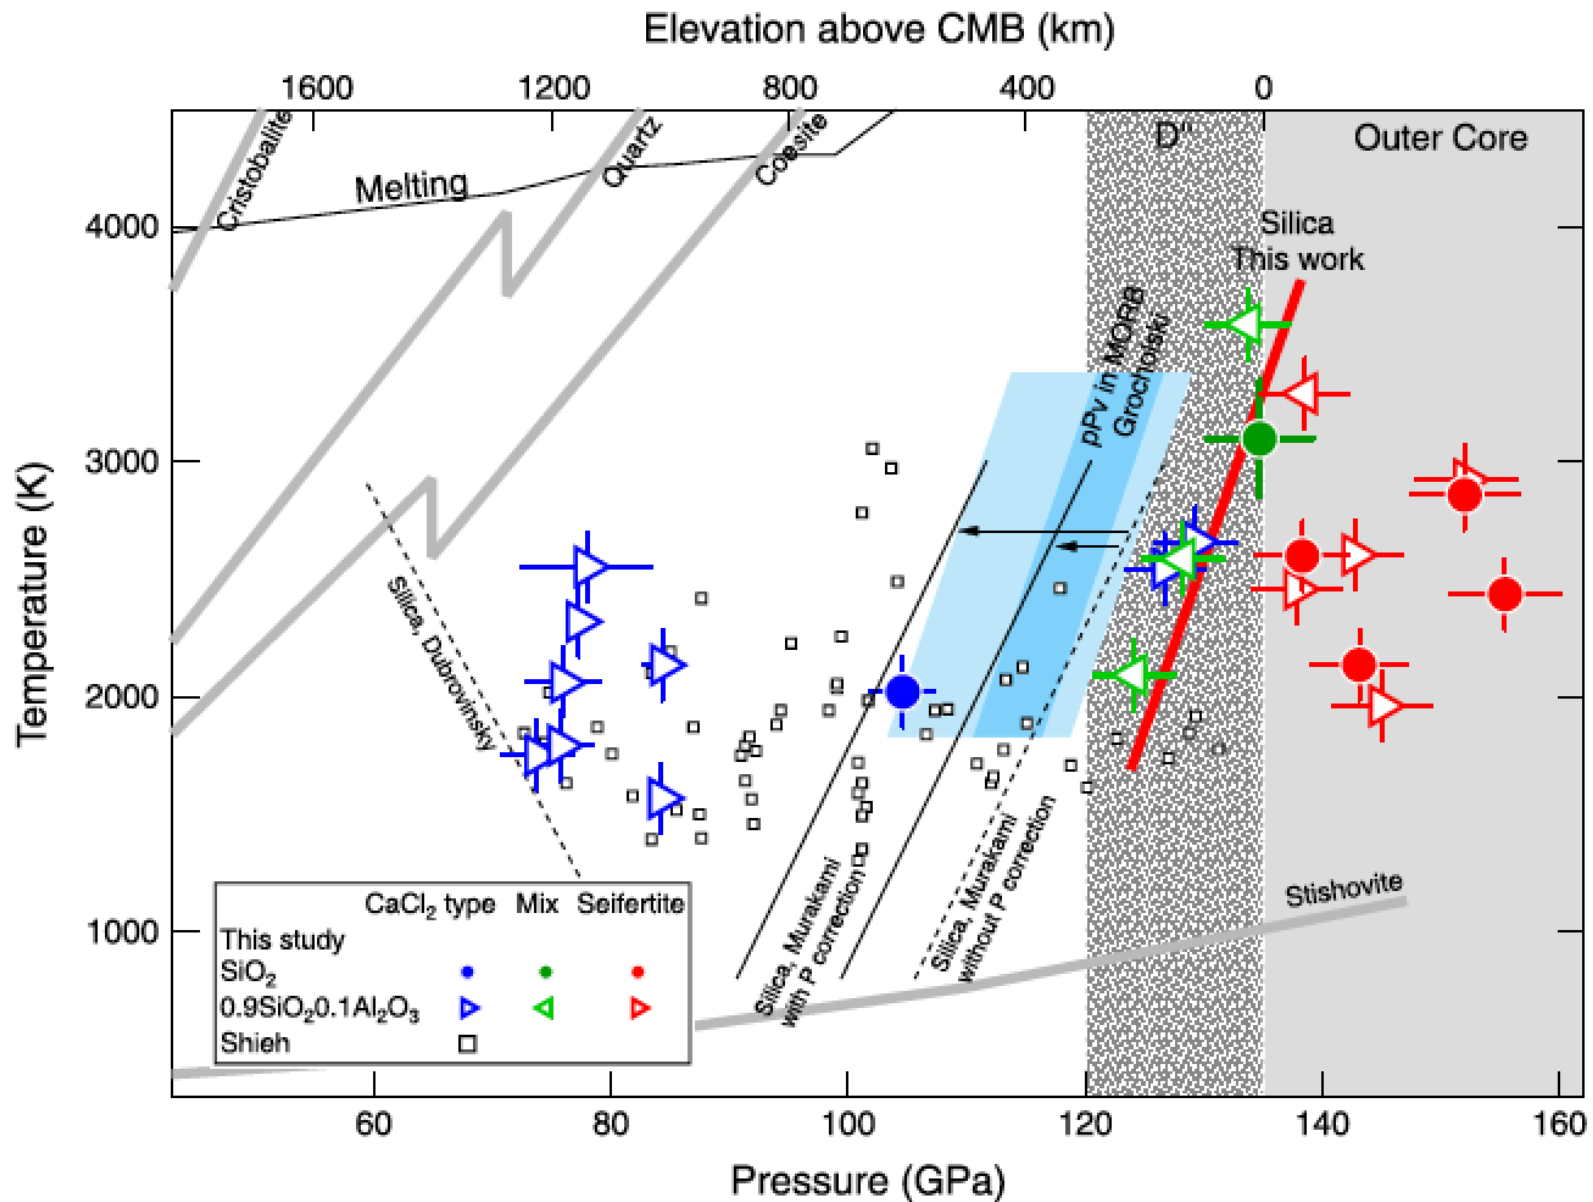 Elevation above CMB (km)
1600 1200 800 400 0
Cristobalite
Quartz
Coesite
Melting
D"
Outer Core
4000
3000
2000
1000
Temperature (K)
Silica
This work
pPv in MORB
Grocholski
Silica, Dubrovinsky
Silica, Murakami
with P correction
Silica, Murakami
without P correction
Stishovite
CaCl₂ type Mix Seifertite
This study
SiO₂
0.9SiO₂0.1Al₂O₃
Shieh
60 80 100 120 140 160
Pressure (GPa)